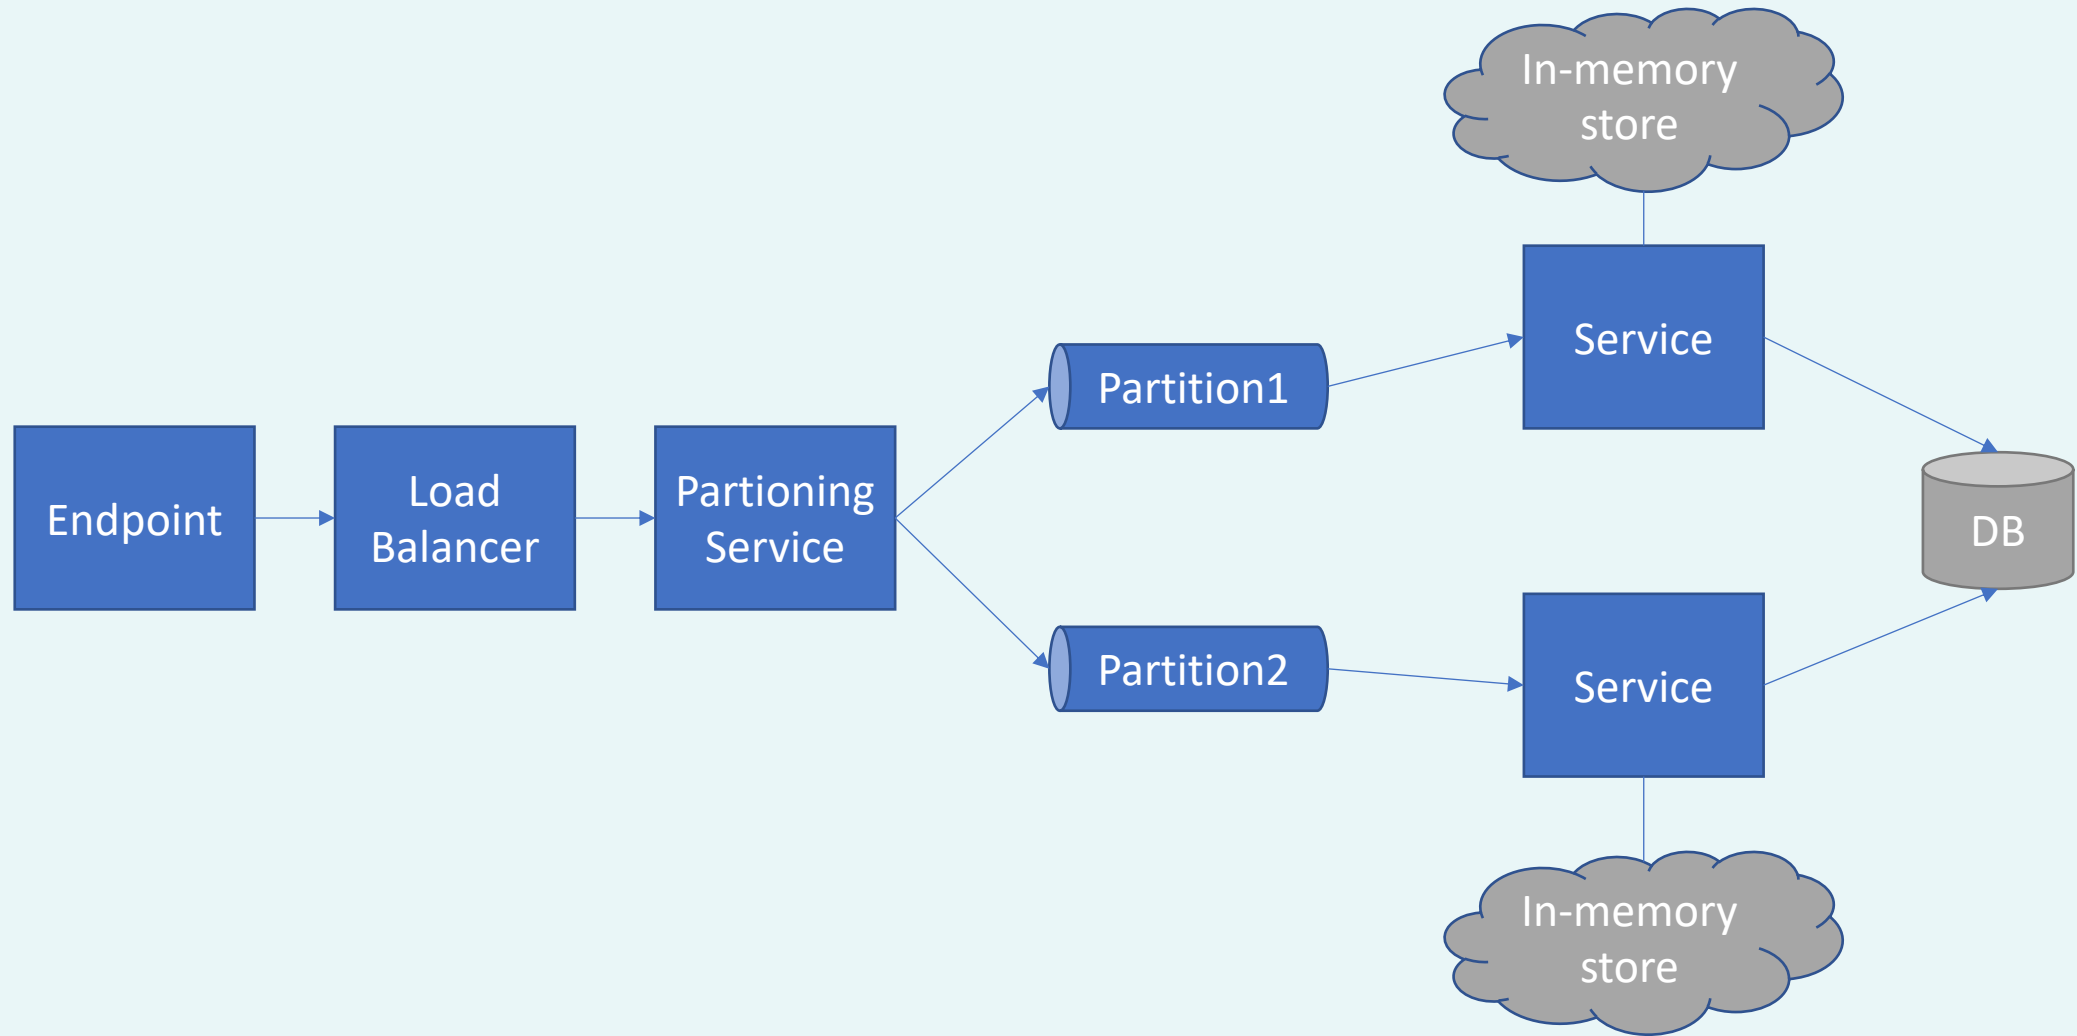 In-memory
store
Service
Partition1
Endpoint
Load
Balancer
Partioning
Service
DB
Partition2
Service
In-memory
store